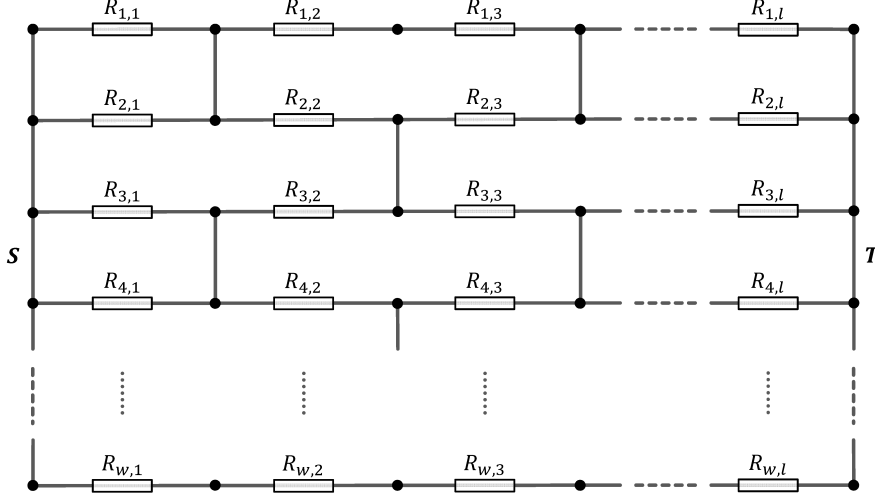 R1,1 R1,2 R1,3 R1,l
R2,1 R2,2 R2,3 R2,l
R3,1 R3,2 R3,3 R3,l
S T
R4,1 R4,2 R4,3 R4,l
Rw,1 Rw,2 Rw,3 Rw,l